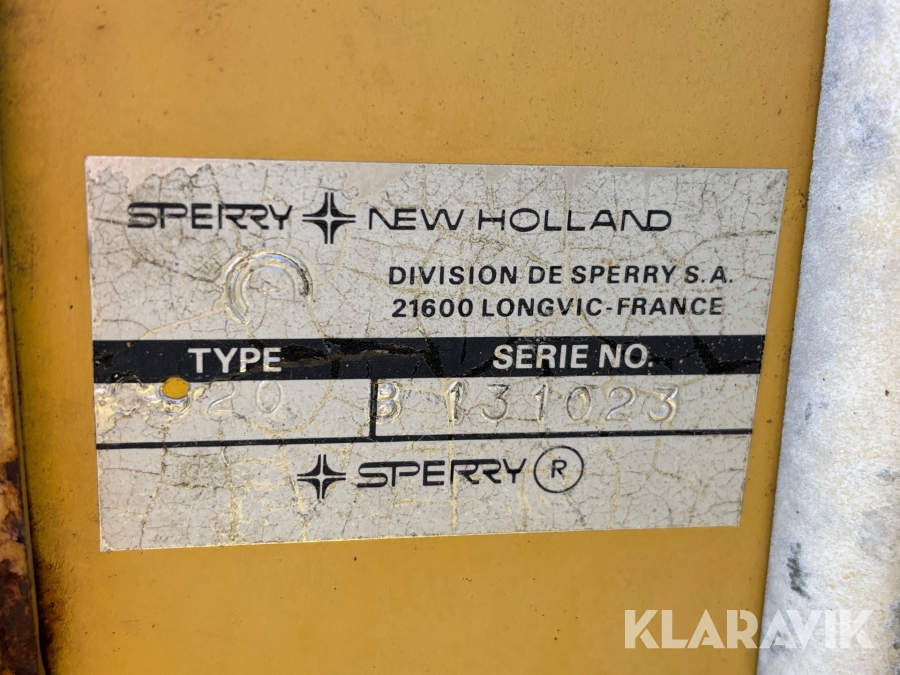 SPERRY NEW HOLLAND
DIVISION DE SPERRY S.A.
21600 LONGVIC-FRANCE
TYPE SERIE NO.
B 131023
SPERRY R
KLARAVIK